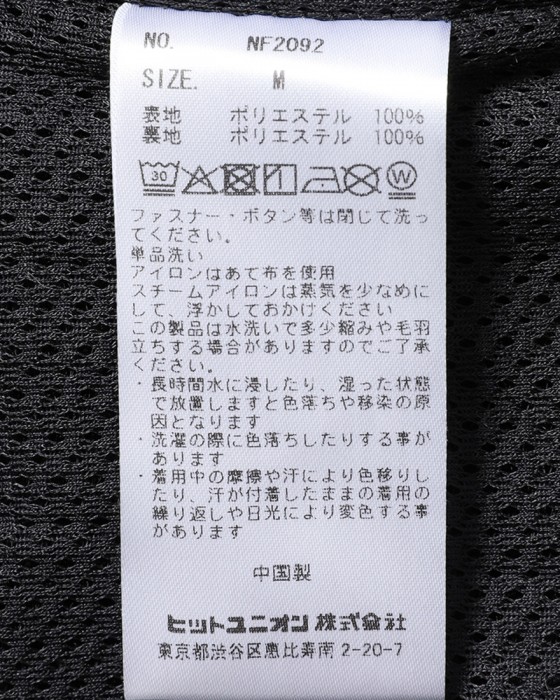 NO. NF2092
SIZE. M
表地 ポリエステル 100%
裏地 ポリエステル 100%
30 W
ファスナー・ボタン等は閉じて洗っ
てください。
単品洗い
アイロンはあて布を使用
スチームアイロンは蒸気を少なめに
して、浮かしておかけください
この製品は水洗いで多少縮みや毛羽
立ちする場合がありますのでご了承
ください。
・長時間水に浸したり、湿った状態
で放置しますと色落ちや移染の原
因となります
・洗濯の際に色落ちしたりする事が
あります
・着用中の摩擦や汗により色移りし
たり、汗が付着したままの着用の
繰り返しや日光により変色する事
があります
中国製
ヒットユニオン株式会社
東京都渋谷区恵比寿南2-20-7